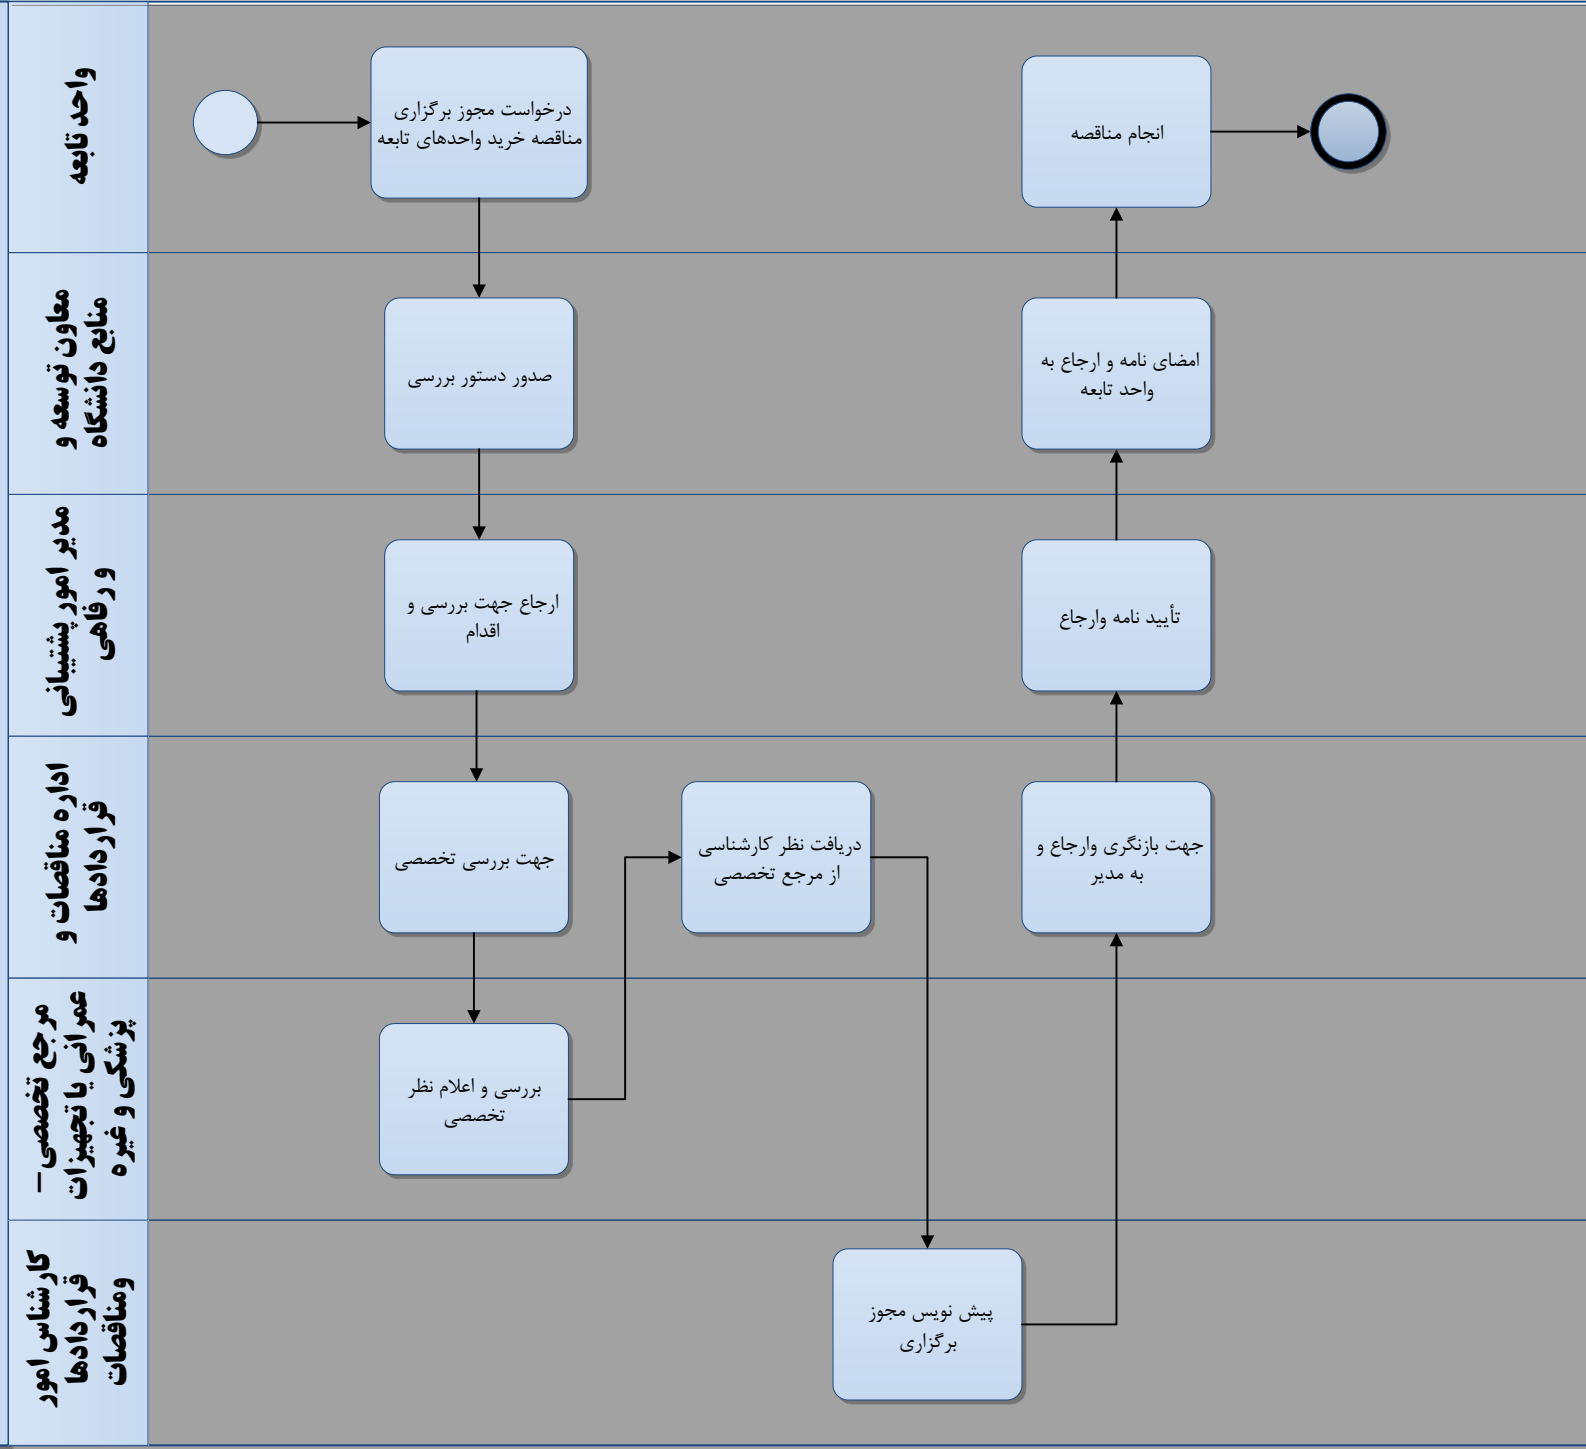 واحد تابعه
درخواست مجوز برگزاری
مناقصه خرید واحدهای تابعه
انجام مناقصه
معاون توسعه و
منابع دانشگاه
صدور دستور بررسی
امضای نامه و ارجاع به
واحد تابعه
مدیر امور پشتیبانی
و رفاهی
ارجاع جهت بررسی و
اقدام
تأیید نامه وارجاع
اداره مناقصات و
قراردادها
جهت بررسی تخصصی
دریافت نظر کارشناسی
از مرجع تخصصی
جهت بازنگری وارجاع و
به مدیر
مرجع تخصصی –
عمرانی یا تجهیزات
پزشکی و غیره
بررسی و اعلام نظر
تخصصی
کارشناس امور
قراردادها
ومناقصات
پیش نویس مجوز
برگزاری